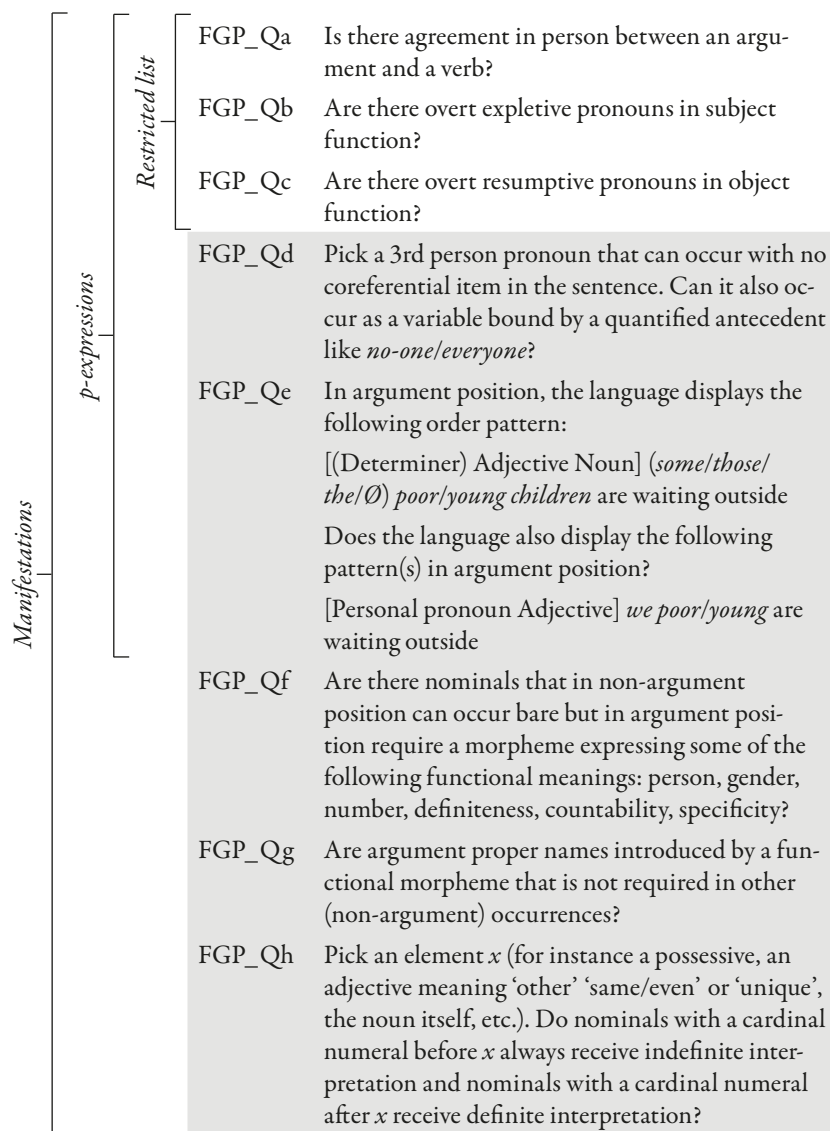 Manifestations
p-expressions
Restricted list
FGP_Qa Is there agreement in person between an argu-
ment and a verb?
FGP_Qb Are there overt expletive pronouns in subject
function?
FGP_Qc Are there overt resumptive pronouns in object
function?
FGP_Qd Pick a 3rd person pronoun that can occur with no
coreferential item in the sentence. Can it also oc-
cur as a variable bound by a quantified antecedent
like no-one/everyone?
FGP_Qe In argument position, the language displays the
following order pattern:
[(Determiner) Adjective Noun] (some/those/
the/Ø) poor/young children are waiting outside
Does the language also display the following
pattern(s) in argument position?
[Personal pronoun Adjective] we poor/young are
waiting outside
FGP_Qf Are there nominals that in non-argument
position can occur bare but in argument posi-
tion require a morpheme expressing some of the
following functional meanings: person, gender,
number, definiteness, countability, specificity?
FGP_Qg Are argument proper names introduced by a fun-
ctional morpheme that is not required in other
(non-argument) occurrences?
FGP_Qh Pick an element x (for instance a possessive, an
adjective meaning ‘other’ ‘same/even’ or ‘unique’,
the noun itself, etc.). Do nominals with a cardinal
numeral before x always receive indefinite inter-
pretation and nominals with a cardinal numeral
after x receive definite interpretation?